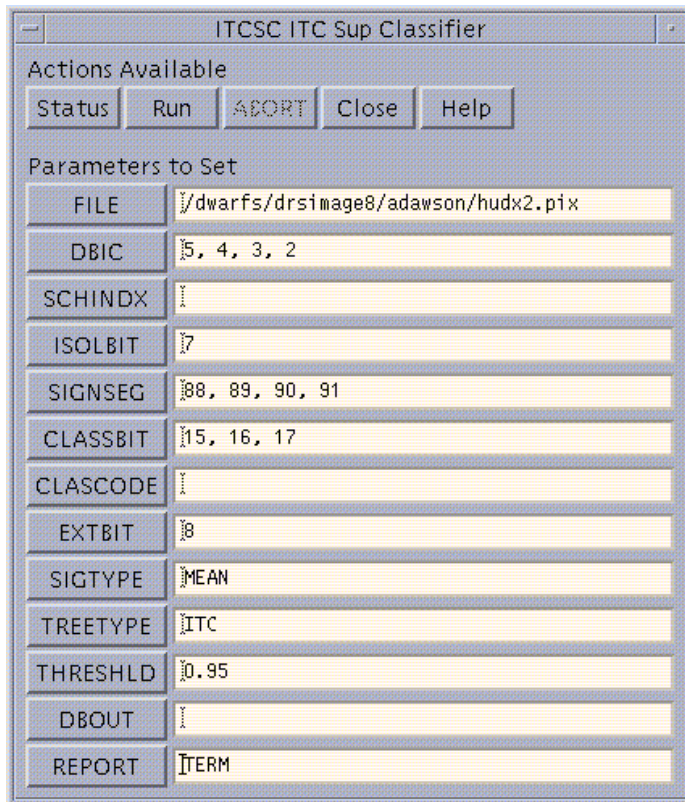 ITCSC ITC Sup Classifier
Actions Available
Status Run ABORT Close Help
Parameters to Set
FILE /dwarfs/drsimage8/adawson/hudx2.pix
DBIC 5, 4, 3, 2
SCHINDX
ISOLBIT 7
SIGNSEG 88, 89, 90, 91
CLASSBIT 15, 16, 17
CLASCODE
EXTBIT 8
SIGTYPE MEAN
TREETYPE ITC
THRESHLD 0.95
DBOUT
REPORT TERM